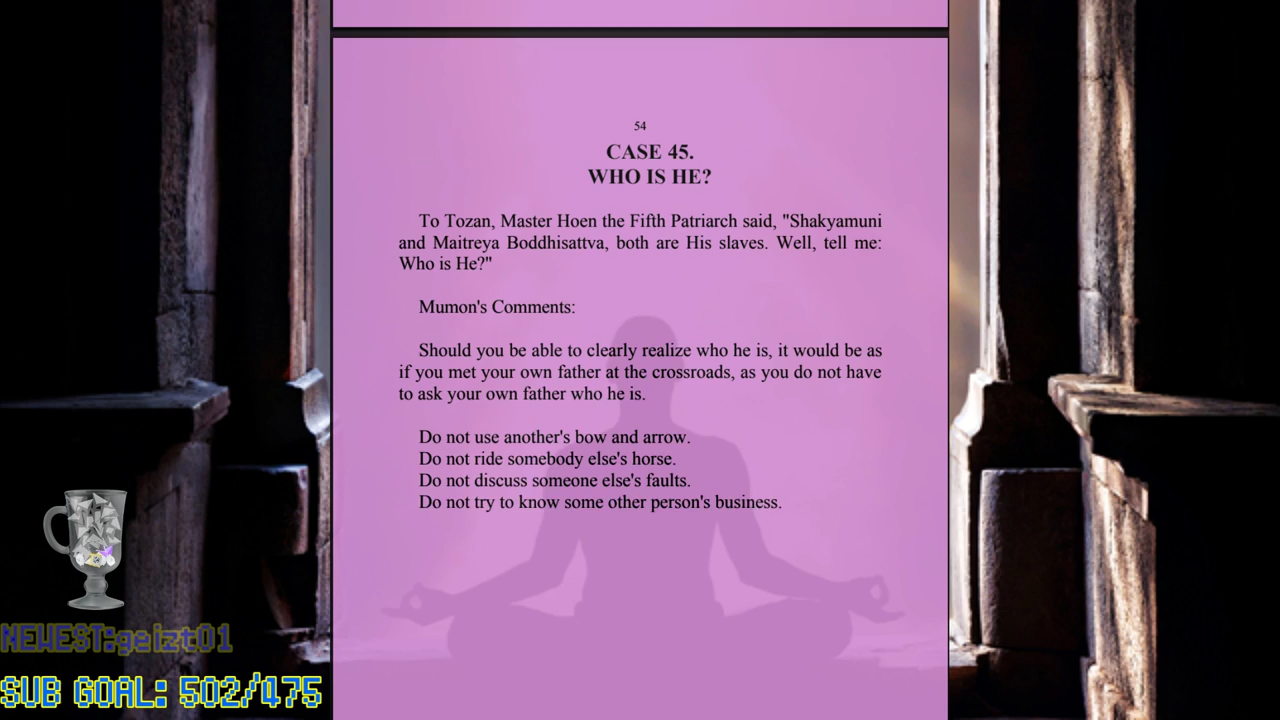 54
CASE 45.
WHO IS HE?
To Tozan, Master Hoen the Fifth Patriarch said, "Shakyamuni
and Maitreya Boddhisattva, both are His slaves. Well, tell me:
Who is He?"
Mumon's Comments:
Should you be able to clearly realize who he is, it would be as
if you met your own father at the crossroads, as you do not have
to ask your own father who he is.
Do not use another's bow and arrow.
Do not ride somebody else's horse.
Do not discuss someone else's faults.
Do not try to know some other person's business.
NEWEST:geizt01
SUB GOAL: 502/475